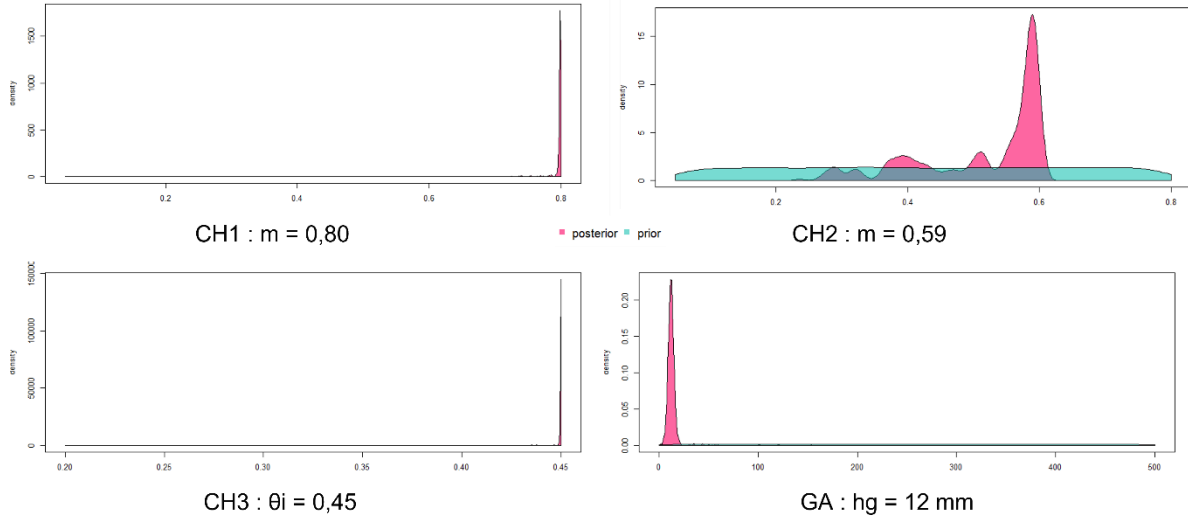 density
1500
1000
500
0
0.2 0.4 0.6 0.8
CH1 : m = 0,80
density
15
10
5
0
0.2 0.4 0.6 0.8
CH2 : m = 0,59
posterior prior
density
150000
100000
50000
0
0.20 0.25 0.30 0.35 0.40 0.45
CH3 : θi = 0,45
density
0.20
0.15
0.10
0.05
0.00
0 100 200 300 400 500
GA : hg = 12 mm